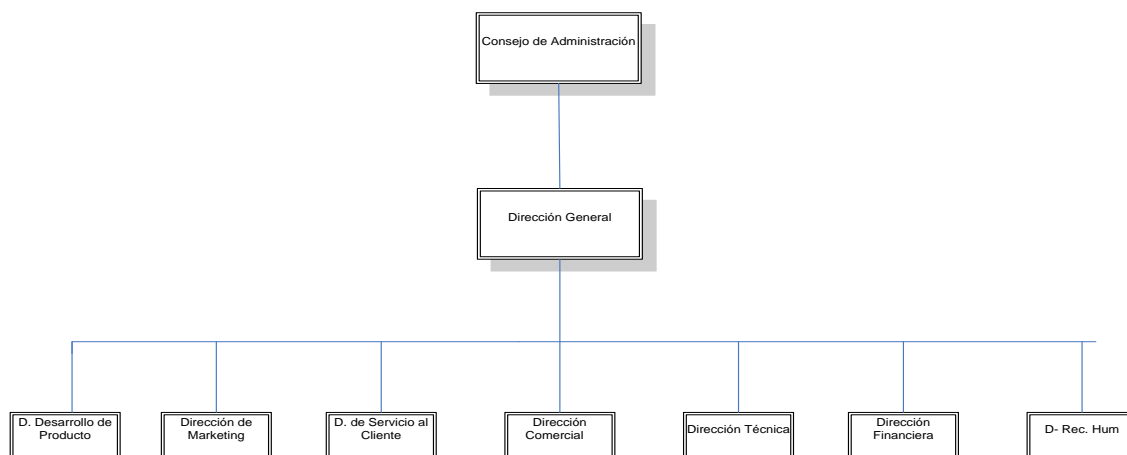 Consejo de Administración
Dirección General
D. Desarrollo de
Producto
Dirección de
Marketing
D. de Servicio al
Cliente
Dirección
Comercial
Dirección Técnica
Dirección
Financiera
D- Rec. Hum